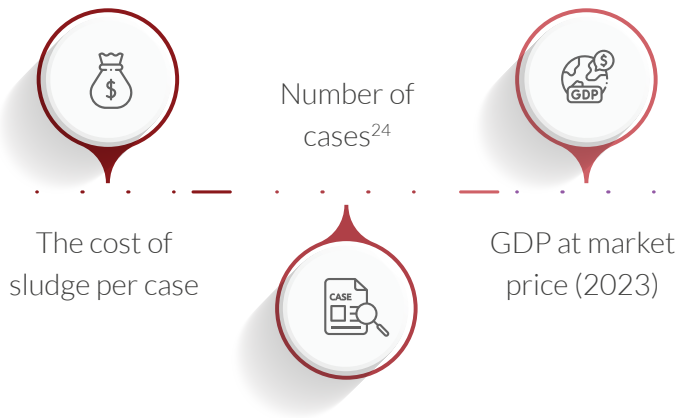 $
The cost of
sludge per case
Number of
cases24
CASE
$
GDP
GDP at market
price (2023)